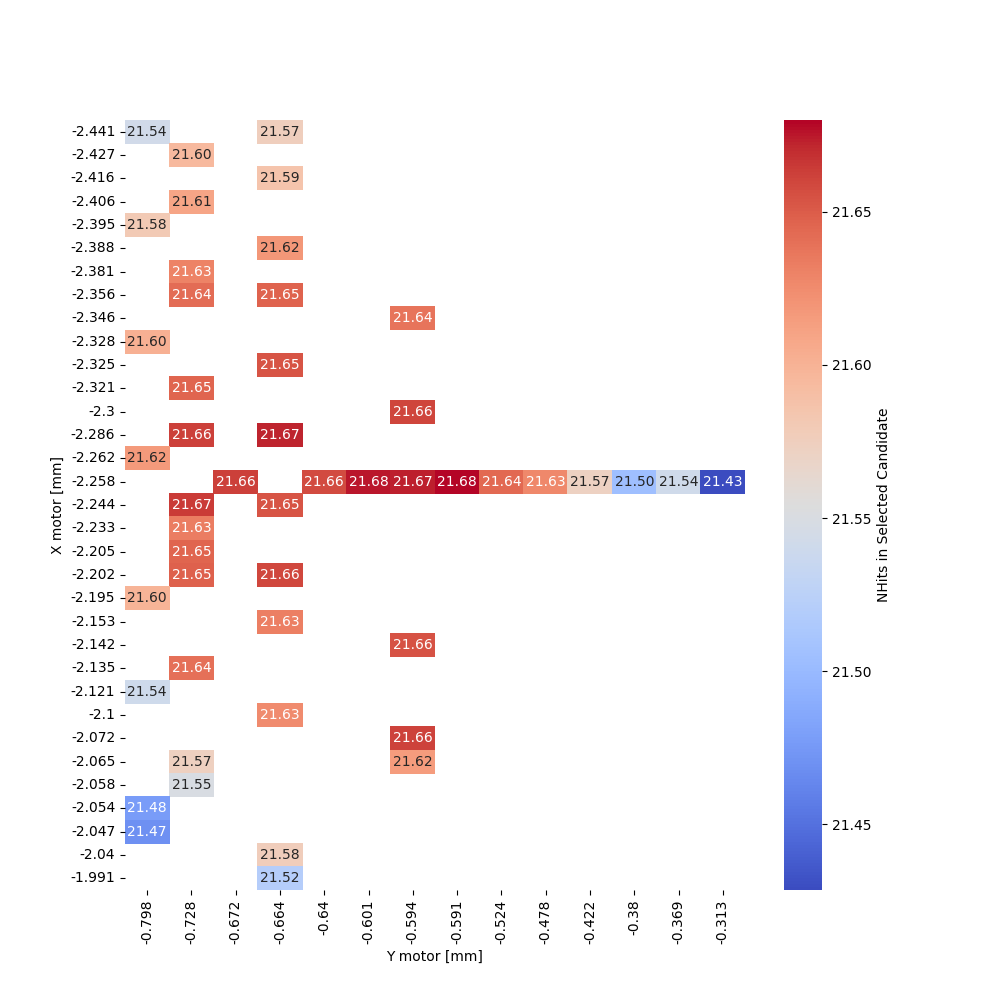 -2.441 21.54 21.57
-2.427 21.60
-2.416 21.59
-2.406 21.61
-2.395 21.58
-2.388 21.62
-2.381 21.63
-2.356 21.64 21.65
-2.346 21.64
-2.328 21.60
-2.325 21.65
-2.321 21.65
-2.3 21.66
-2.286 21.66 21.67
-2.262 21.62
-2.258 21.66 21.66 21.68 21.67 21.68 21.64 21.63 21.57 21.50 21.54 21.43
-2.244 21.67 21.65
-2.233 21.63
-2.205 21.65
-2.202 21.65 21.66
-2.195 21.60
-2.153 21.63
-2.142 21.66
-2.135 21.64
-2.121 21.54
-2.1 21.63
-2.072 21.66
-2.065 21.57 21.62
-2.058 21.55
-2.054 21.48
-2.047 21.47
-2.04 21.58
-1.991 21.52
X motor [mm]
-0.798 -0.728 -0.672 -0.664 -0.64 -0.601 -0.594 -0.591 -0.524 -0.478 -0.422 -0.38 -0.369 -0.313
Y motor [mm]
21.65
21.60
21.55
21.50
21.45
NHits in Selected Candidate